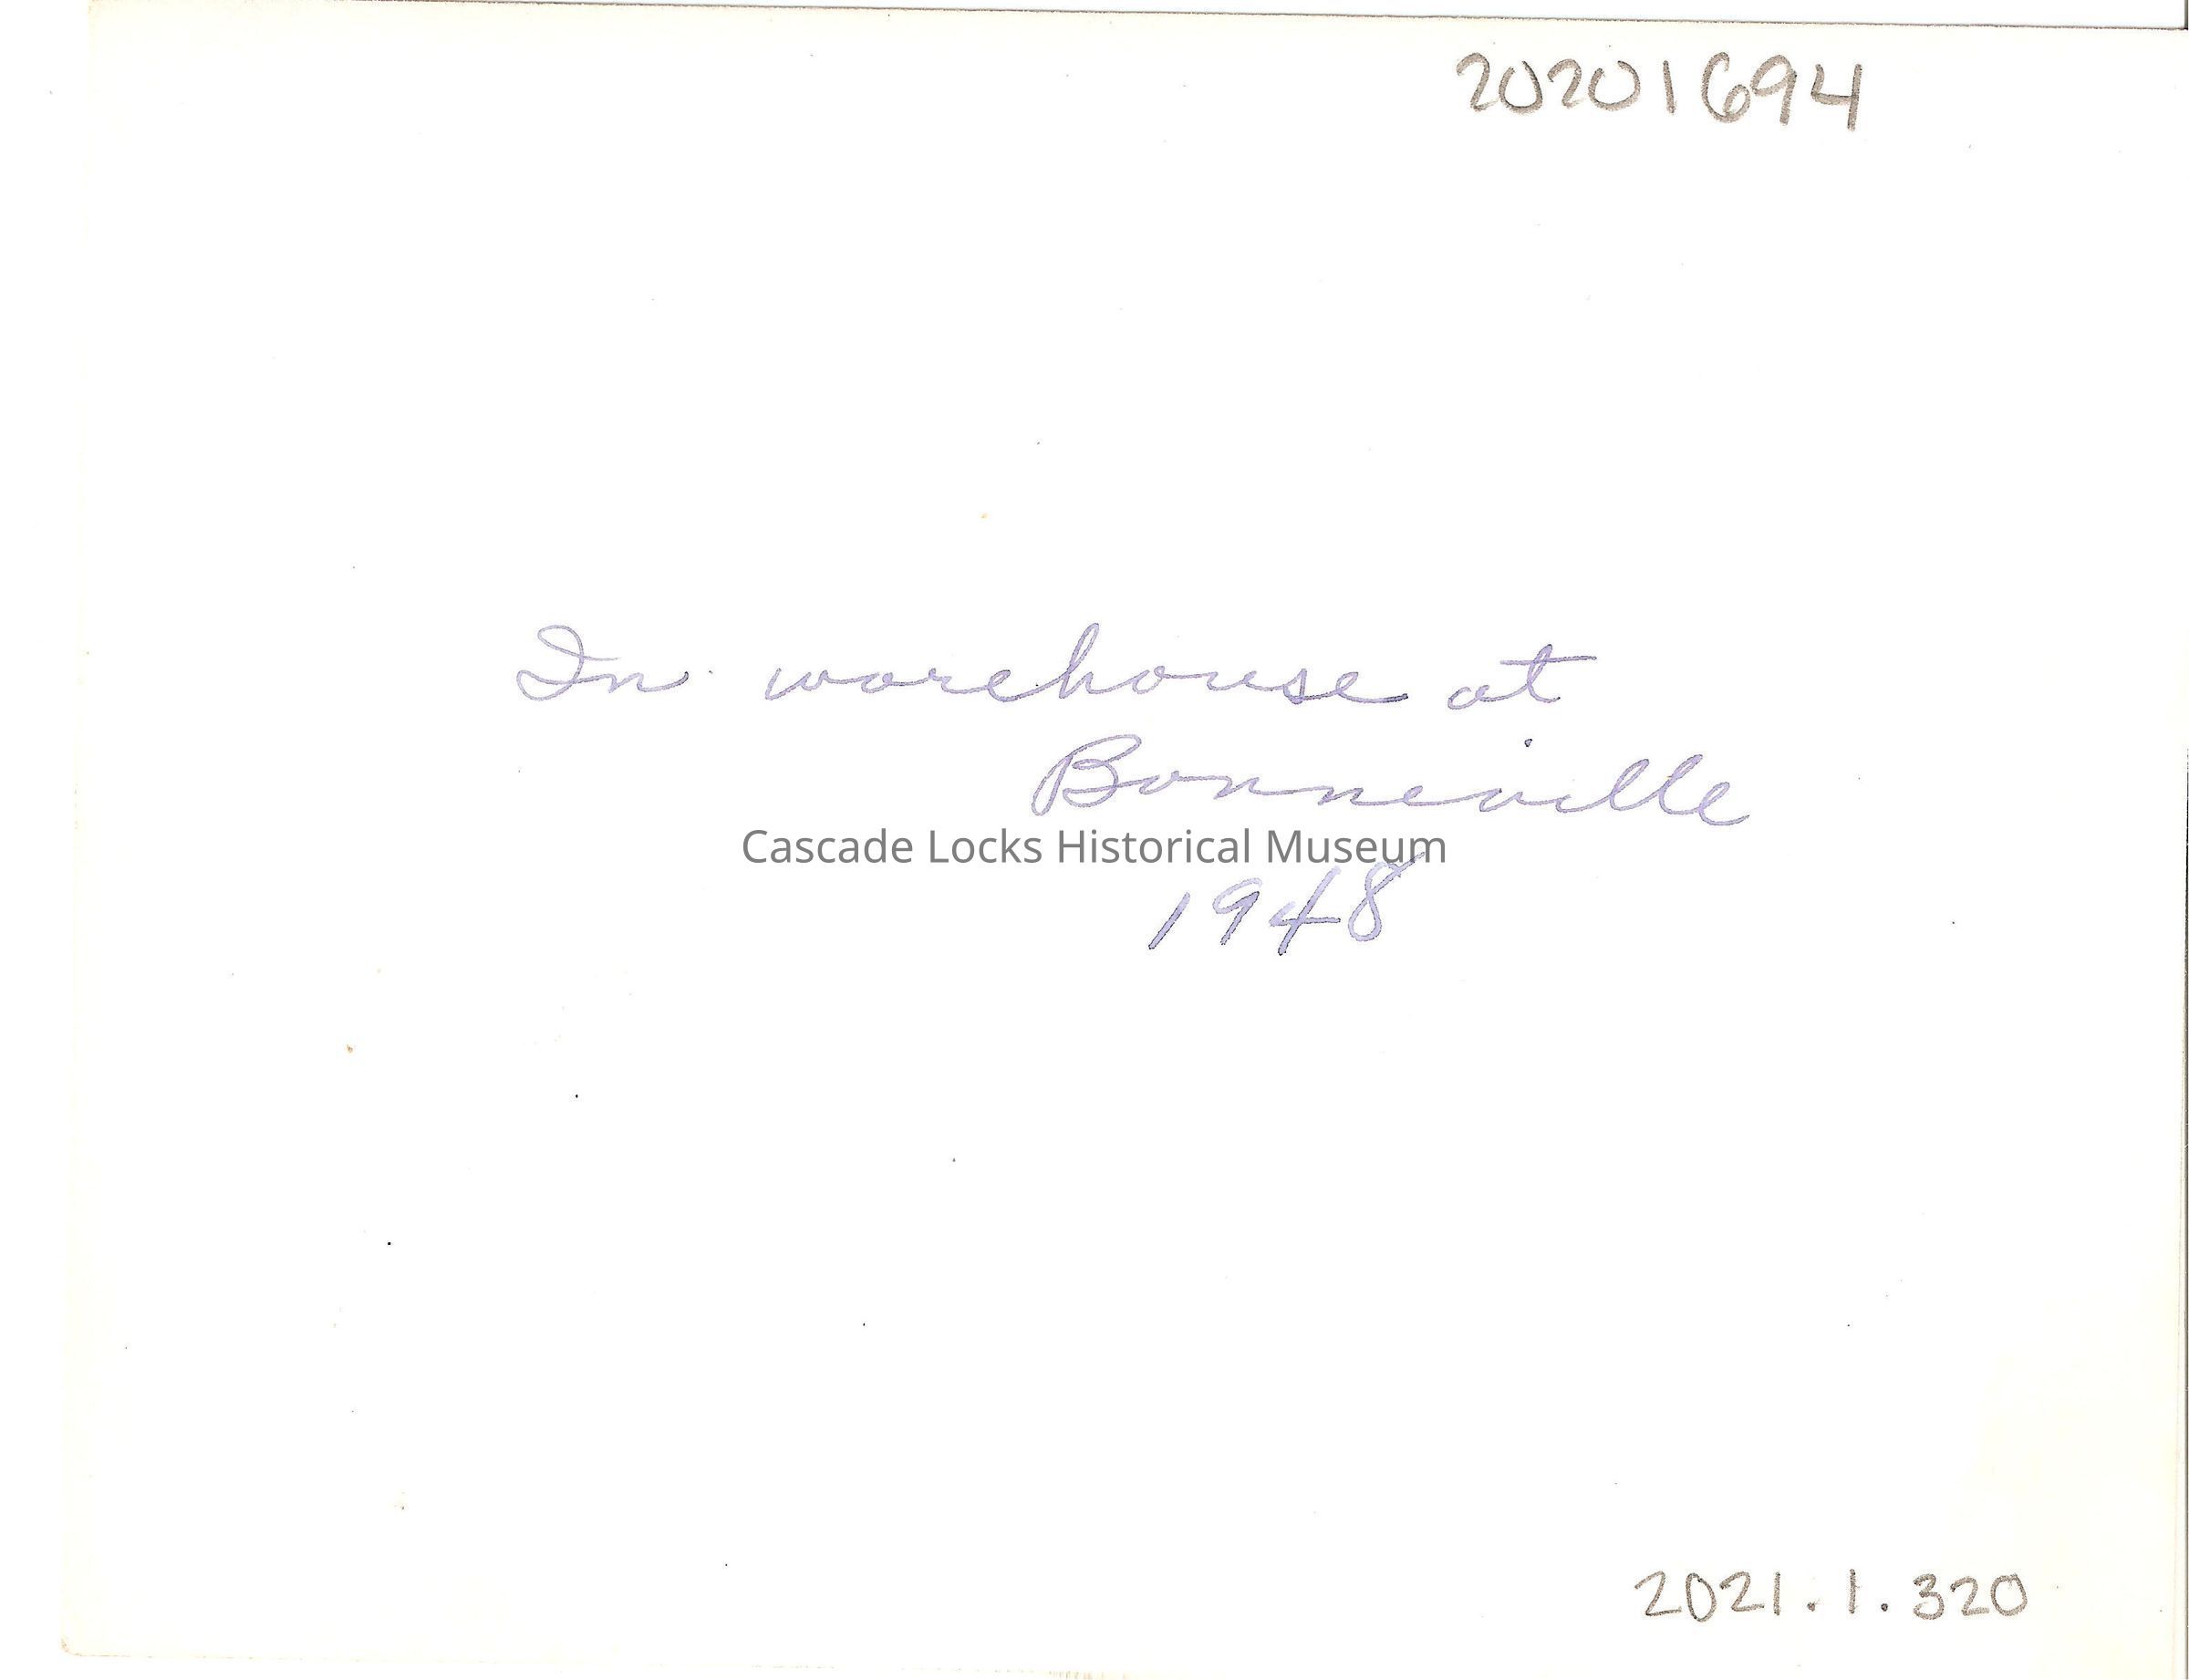 20201694
In warehouse at
Bonneville
Cascade Locks Historical Museum
1948
2021.1.320